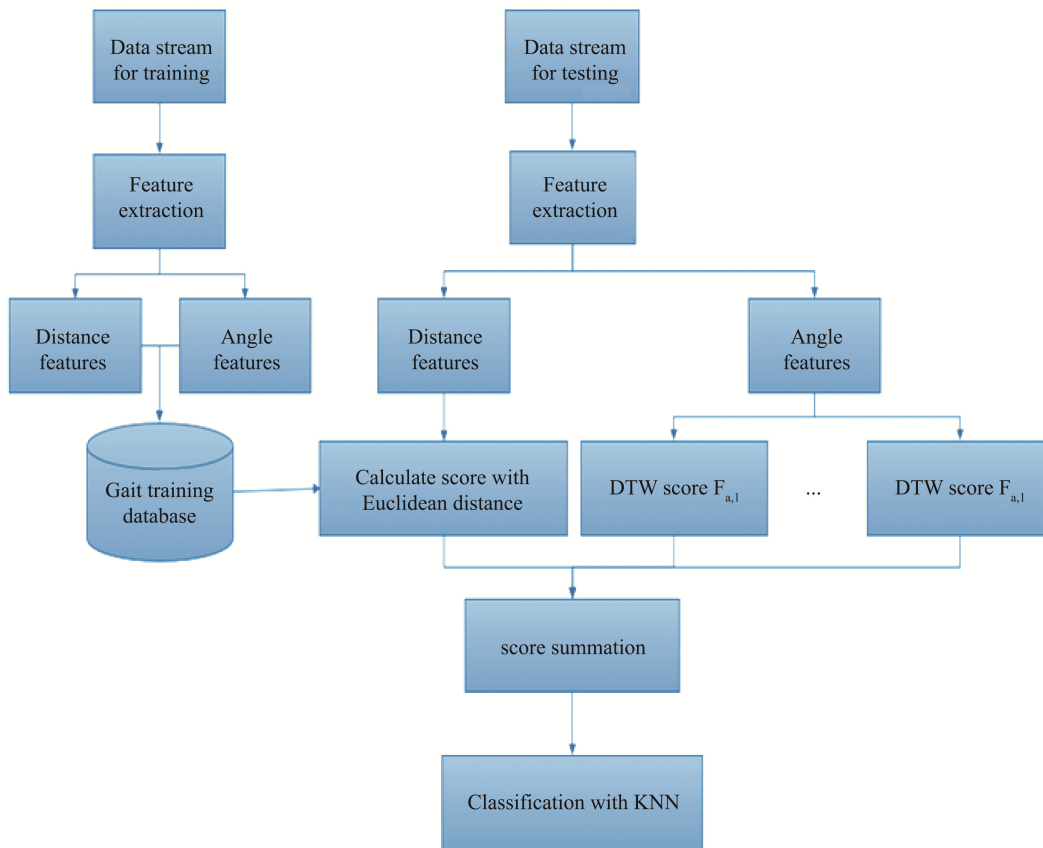 Data stream
for training
Data stream
for testing
Feature
extraction
Feature
extraction
Distance
features
Angle
features
Distance
features
Angle
features
Gait training
database
Calculate score with
Euclidean distance
DTW score Fa,1
...
DTW score Fa,1
score summation
Classification with KNN